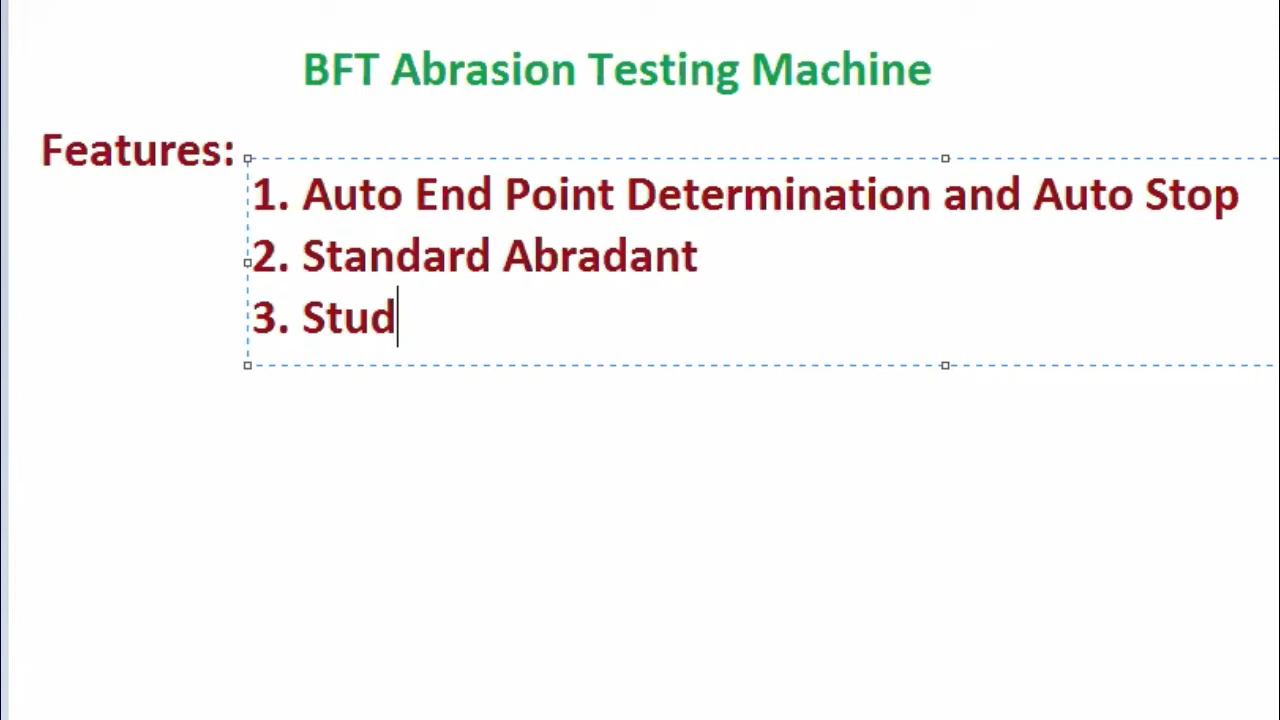 BFT Abrasion Testing Machine
Features:
1. Auto End Point Determination and Auto Stop
2. Standard Abradant
3. Stud